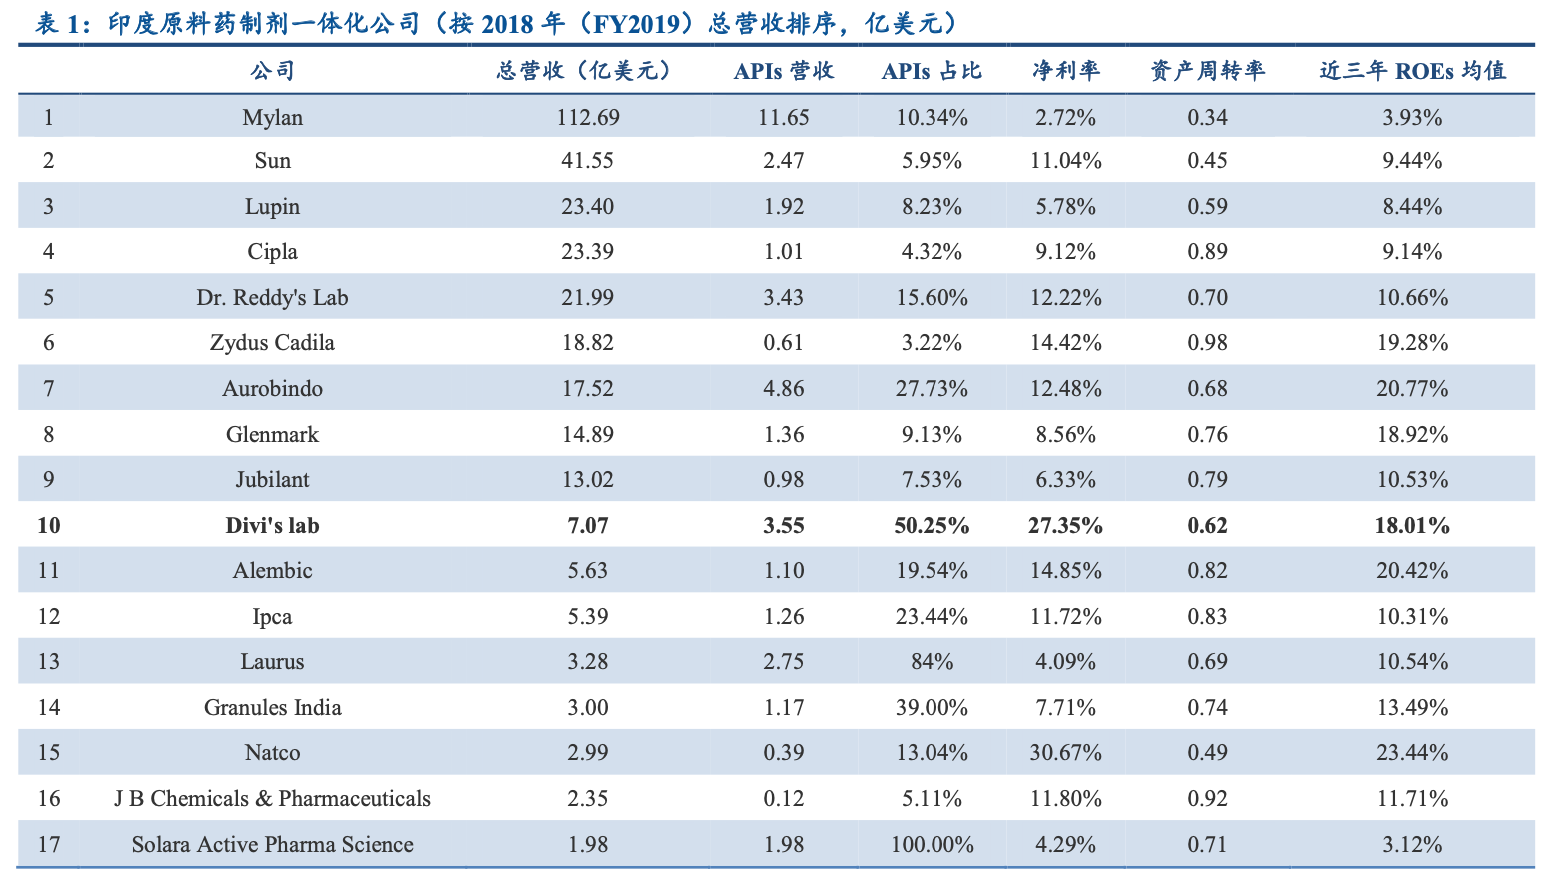 表 1：印度原料药制剂一体化公司（按 2018 年（FY2019）总营收排序，亿美元）
公司 总营收（亿美元） APIs 营收 APIs 占比 净利率 资产周转率 近三年 ROEs 均值
1 Mylan 112.69 11.65 10.34% 2.72% 0.34 3.93%
2 Sun 41.55 2.47 5.95% 11.04% 0.45 9.44%
3 Lupin 23.40 1.92 8.23% 5.78% 0.59 8.44%
4 Cipla 23.39 1.01 4.32% 9.12% 0.89 9.14%
5 Dr. Reddy's Lab 21.99 3.43 15.60% 12.22% 0.70 10.66%
6 Zydus Cadila 18.82 0.61 3.22% 14.42% 0.98 19.28%
7 Aurobindo 17.52 4.86 27.73% 12.48% 0.68 20.77%
8 Glenmark 14.89 1.36 9.13% 8.56% 0.76 18.92%
9 Jubilant 13.02 0.98 7.53% 6.33% 0.79 10.53%
10 Divi's lab 7.07 3.55 50.25% 27.35% 0.62 18.01%
11 Alembic 5.63 1.10 19.54% 14.85% 0.82 20.42%
12 Ipca 5.39 1.26 23.44% 11.72% 0.83 10.31%
13 Laurus 3.28 2.75 84% 4.09% 0.69 10.54%
14 Granules India 3.00 1.17 39.00% 7.71% 0.74 13.49%
15 Natco 2.99 0.39 13.04% 30.67% 0.49 23.44%
16 J B Chemicals & Pharmaceuticals 2.35 0.12 5.11% 11.80% 0.92 11.71%
17 Solara Active Pharma Science 1.98 1.98 100.00% 4.29% 0.71 3.12%